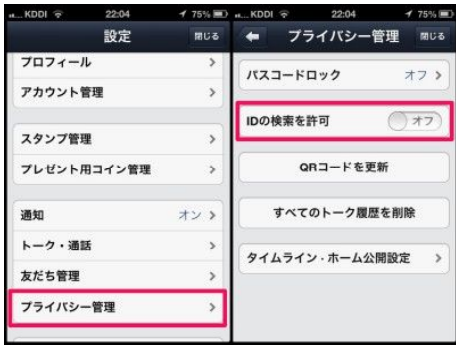 KDDI 22:04 75%
設定 閉じる
プロフィール
アカウント管理
スタンプ管理
プレゼント用コイン管理
通知 オン
トーク・通話
友だち管理
プライバシー管理
KDDI 22:04 75%
プライバシー管理 閉じる
パスコードロック オフ
IDの検索を許可 オフ
QRコードを更新
すべてのトーク履歴を削除
タイムライン・ホーム公開設定